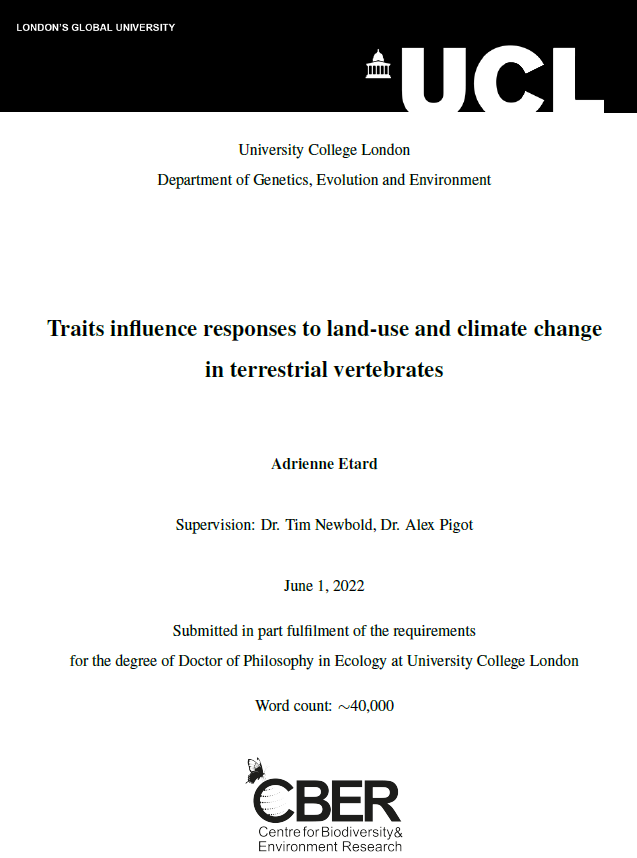 LONDON'S GLOBAL UNIVERSITY
UCL
University College London
Department of Genetics, Evolution and Environment
Traits influence responses to land-use and climate change
in terrestrial vertebrates
Adrienne Etard
Supervision: Dr. Tim Newbold, Dr. Alex Pigot
June 1, 2022
Submitted in part fulfilment of the requirements
for the degree of Doctor of Philosophy in Ecology at University College London
Word count: ∼40,000
CBER
Centre for Biodiversity&
Environment Research